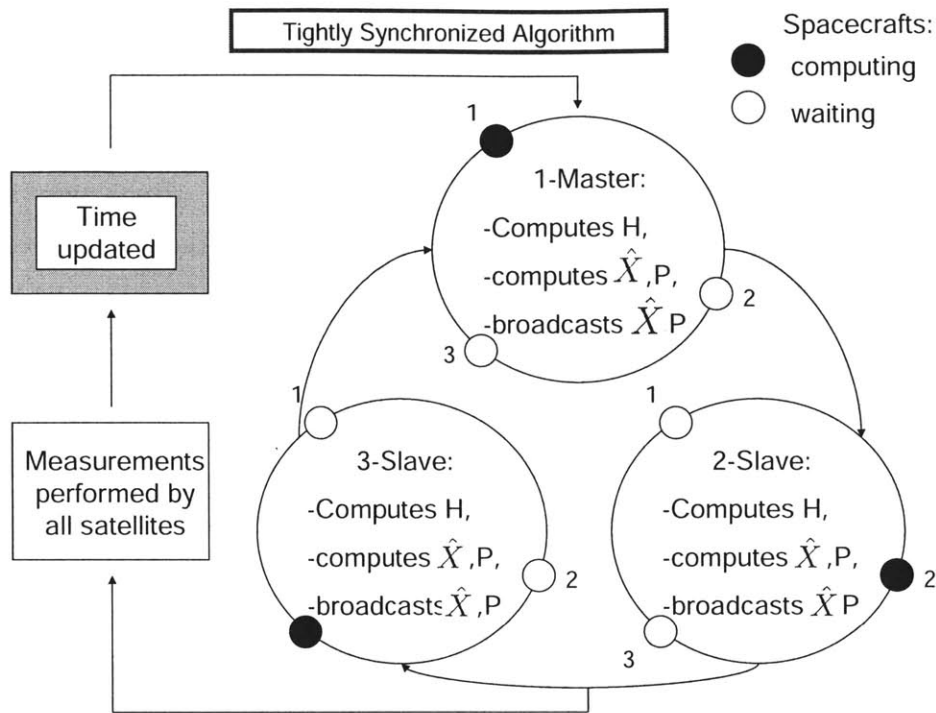 Tightly Synchronized Algorithm
Spacecrafts:
computing
waiting
Time
updated
Measurements
performed by
all satellites
1
1-Master:
-Computes H,
-computes X̂ ,P,
-broadcasts X̂ P
2
3
1
3-Slave:
-Computes H,
-computes X̂ ,P,
-broadcasts X̂ ,P
2
1
2-Slave:
-Computes H,
-computes X̂ ,P,
-broadcasts X̂ P
2
3